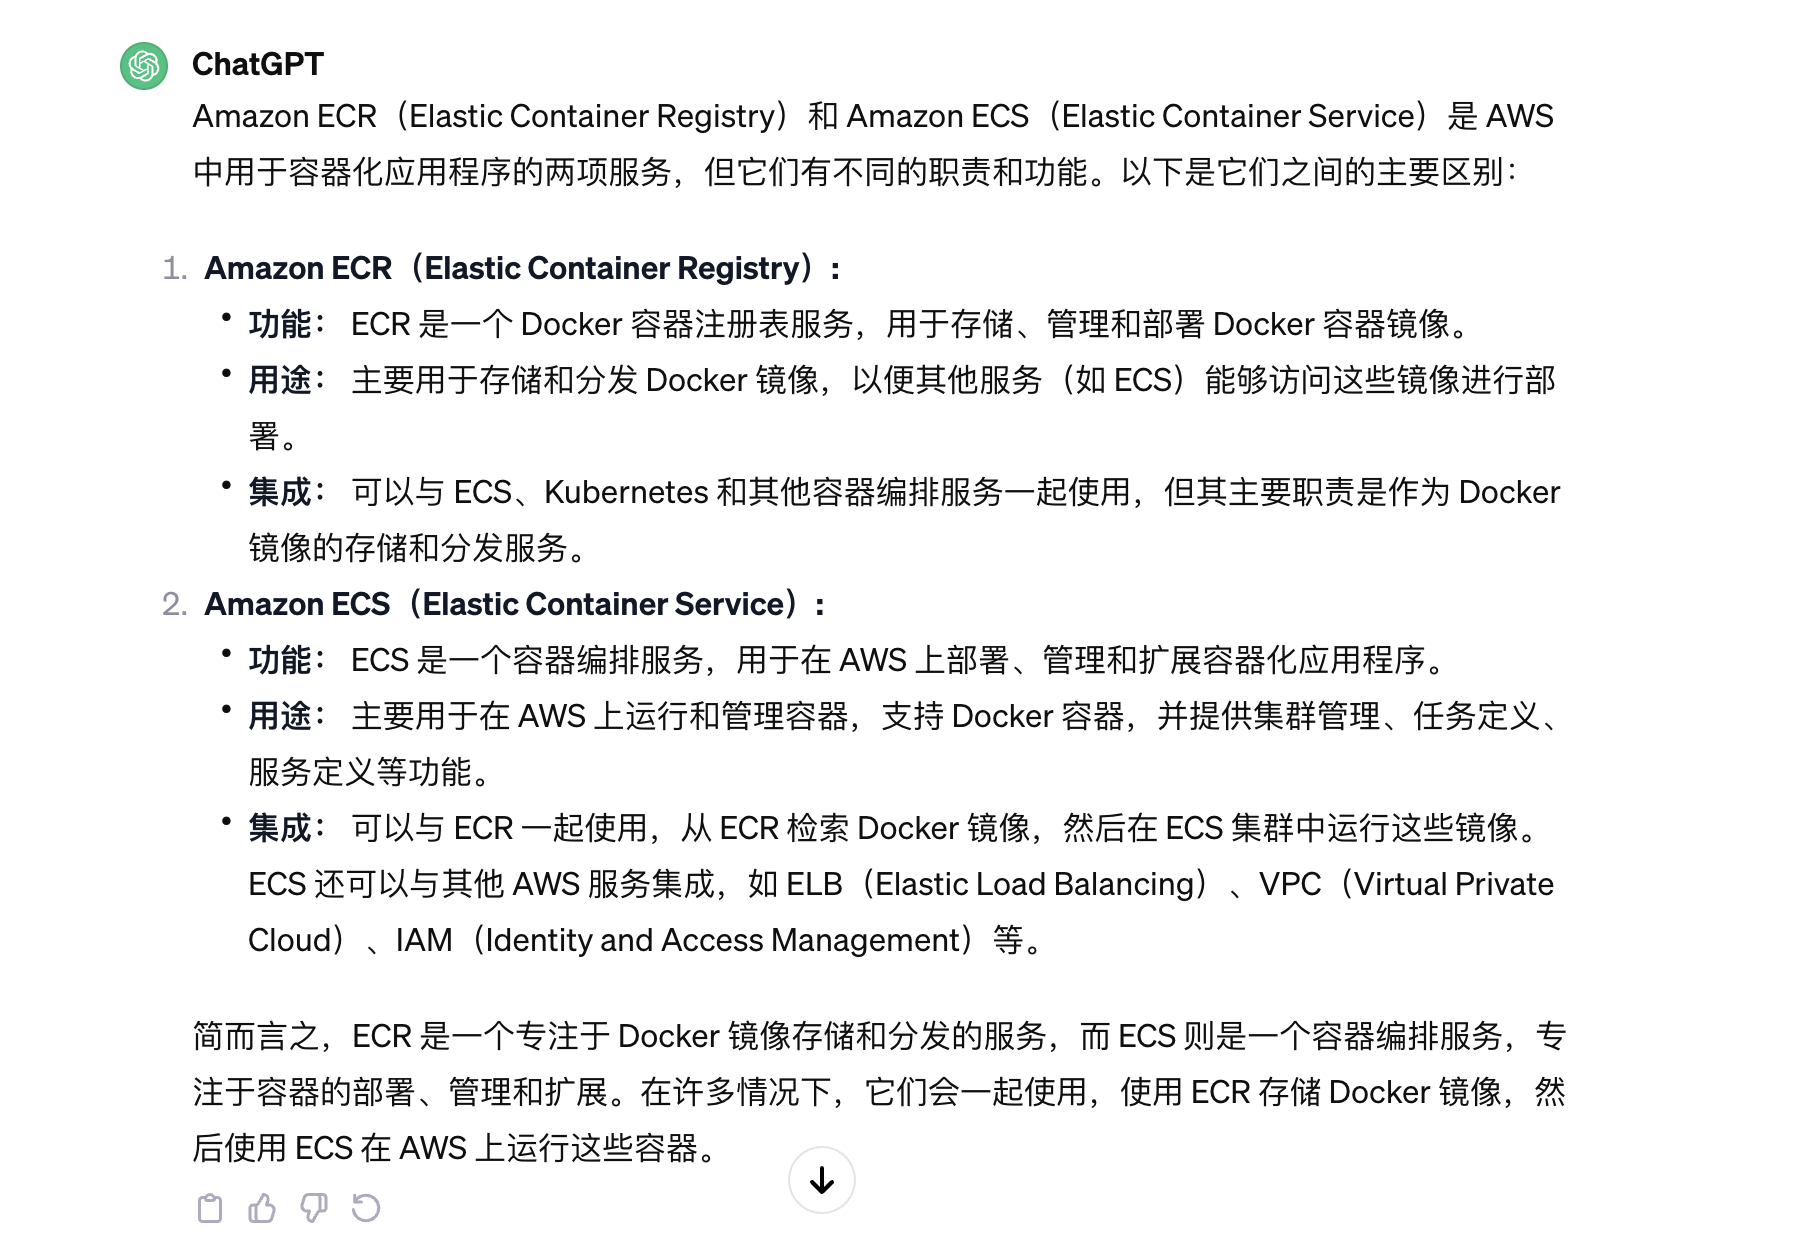 ChatGPT
Amazon ECR（Elastic Container Registry）和 Amazon ECS（Elastic Container Service）是 AWS
中用于容器化应用程序的两项服务，但它们有不同的职责和功能。以下是它们之间的主要区别：
1. Amazon ECR（Elastic Container Registry）:
• 功能： ECR 是一个 Docker 容器注册表服务，用于存储、管理和部署 Docker 容器镜像。
• 用途： 主要用于存储和分发 Docker 镜像，以便其他服务（如 ECS）能够访问这些镜像进行部
署。
• 集成： 可以与 ECS、Kubernetes 和其他容器编排服务一起使用，但其主要职责是作为 Docker
镜像的存储和分发服务。
2. Amazon ECS（Elastic Container Service）:
• 功能： ECS 是一个容器编排服务，用于在 AWS 上部署、管理和扩展容器化应用程序。
• 用途： 主要用于在 AWS 上运行和管理容器，支持 Docker 容器，并提供集群管理、任务定义、
服务定义等功能。
• 集成： 可以与 ECR 一起使用，从 ECR 检索 Docker 镜像，然后在 ECS 集群中运行这些镜像。
ECS 还可以与其他 AWS 服务集成，如 ELB（Elastic Load Balancing）、VPC（Virtual Private
Cloud）、IAM（Identity and Access Management）等。
简而言之，ECR 是一个专注于 Docker 镜像存储和分发的服务，而 ECS 则是一个容器编排服务，专
注于容器的部署、管理和扩展。在许多情况下，它们会一起使用，使用 ECR 存储 Docker 镜像，然
后使用 ECS 在 AWS 上运行这些容器。